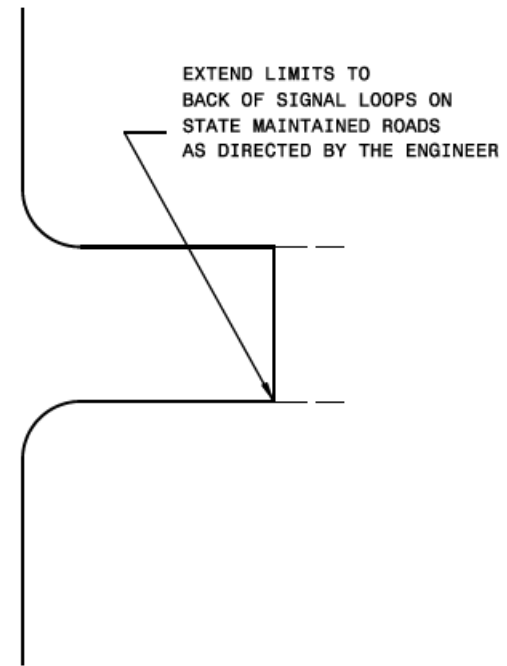 EXTEND LIMITS TO
BACK OF SIGNAL LOOPS ON
STATE MAINTAINED ROADS
AS DIRECTED BY THE ENGINEER